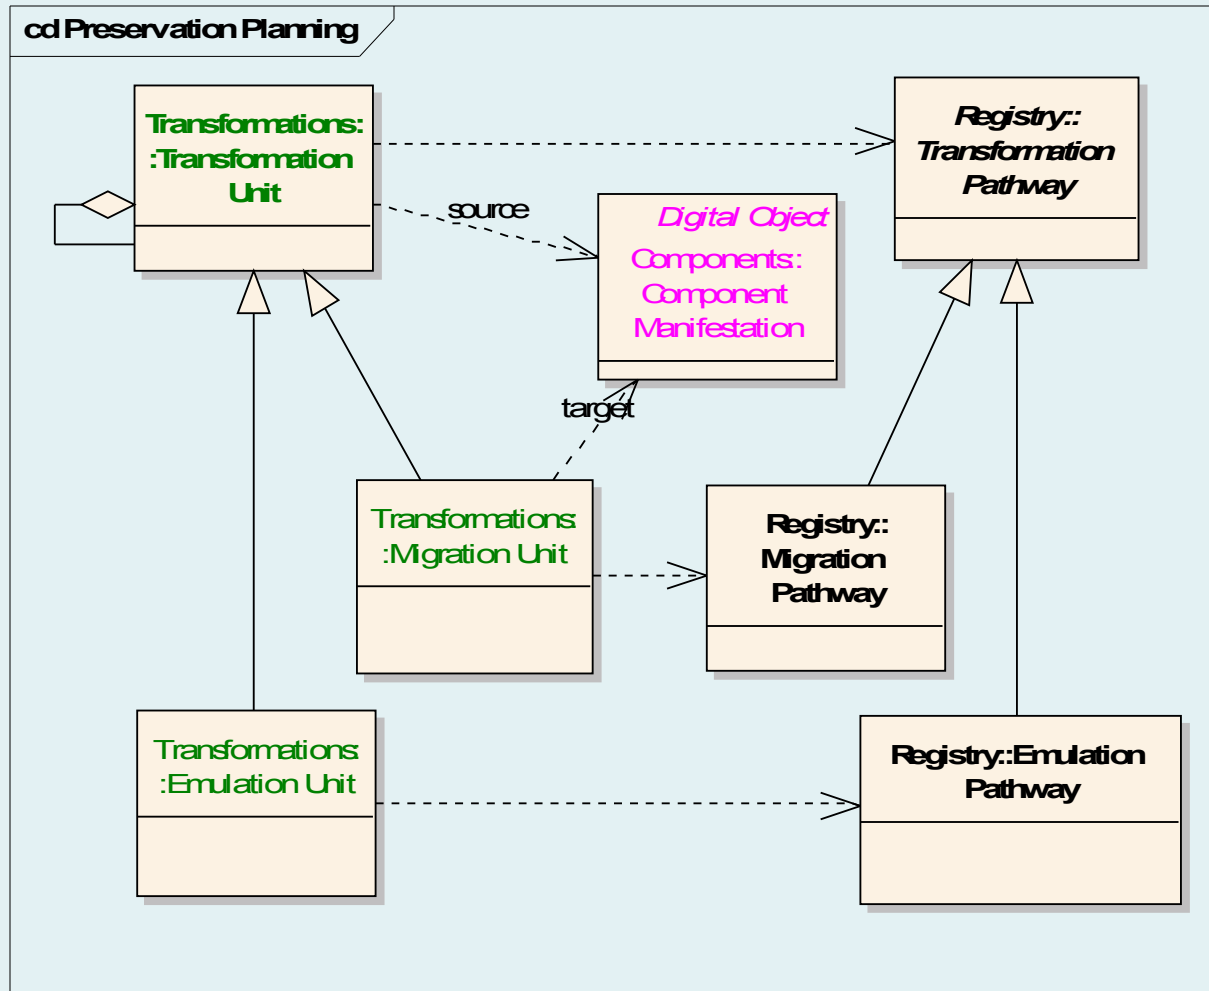 cd Preservation Planning
Transformations:
:Transformation
Unit
Registry::
Transformation
Pathway
source
Digital Object
Components::
Component
Manifestation
target
Transformations:
:Migration Unit
Registry::
Migration
Pathway
Transformations:
:Emulation Unit
Registry::Emulation
Pathway